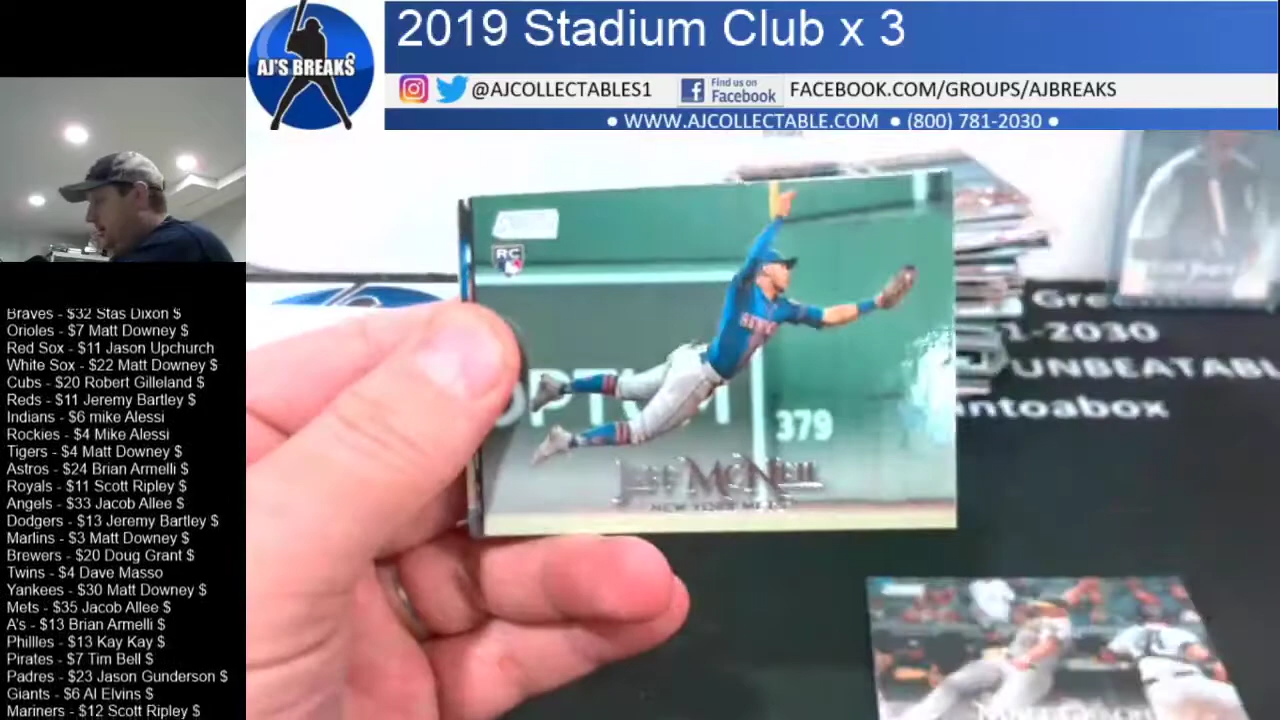 2019 Stadium Club x 3
AJ'S BREAKS
@AJCOLLECTABLES1
Find us on
Facebook
FACEBOOK.COM/GROUPS/AJBREAKS
● WWW.AJCOLLECTABLE.COM ● (800) 781-2030 ●
RC
OPTUM
379
JEFF MCNEIL
NEW YORK METS
1-2030
UNBEATABL
ntoabox
Braves - $32 Stas Dixon $
Orioles - $7 Matt Downey $
Red Sox - $11 Jason Upchurch
White Sox - $22 Matt Downey $
Cubs - $20 Robert Gilleland $
Reds - $11 Jeremy Bartley $
Indians - $6 mike Alessi
Rockies - $4 Mike Alessi
Tigers - $4 Matt Downey $
Astros - $24 Brian Armelli $
Royals - $11 Scott Ripley $
Angels - $33 Jacob Allee $
Dodgers - $13 Jeremy Bartley $
Marlins - $3 Matt Downey $
Brewers - $20 Doug Grant $
Twins - $4 Dave Masso
Yankees - $30 Matt Downey $
Mets - $35 Jacob Allee $
A's - $13 Brian Armelli $
Phillles - $13 Kay Kay $
Pirates - $7 Tim Bell $
Padres - $23 Jason Gunderson $
Giants - $6 Al Elvins $
Mariners - $12 Scott Ripley $